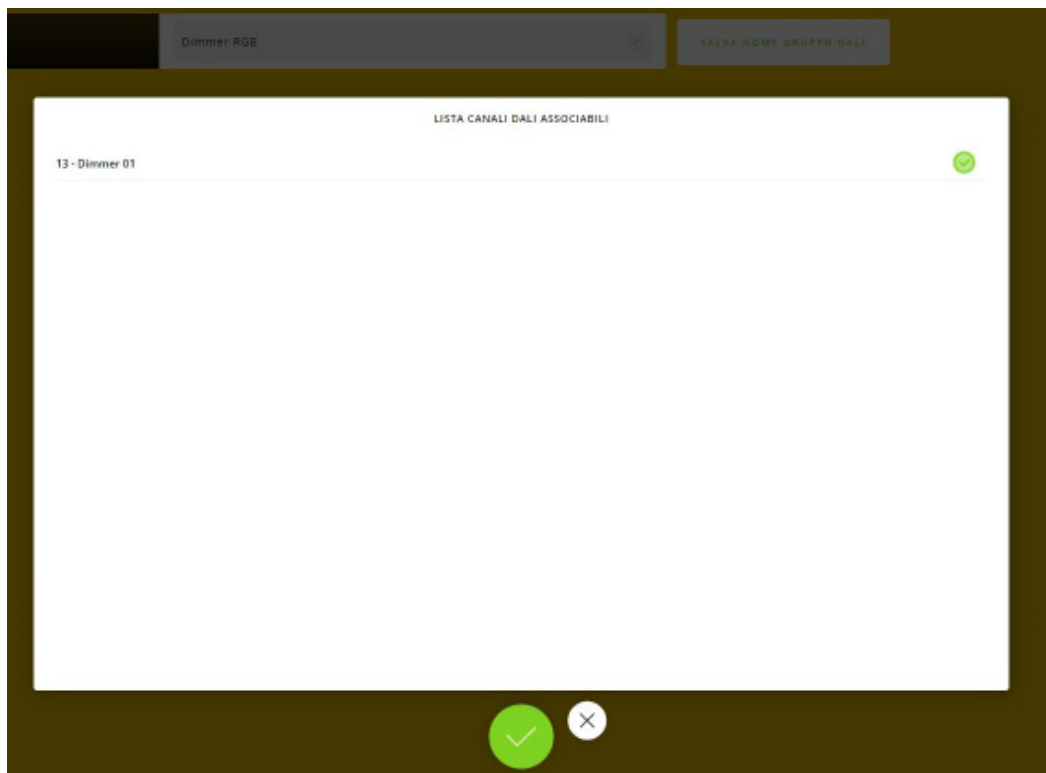 Dimmer RGB
SALVA NOME GRUPPO DALI
LISTA CANALI DALI ASSOCIABILI
13 - Dimmer 01